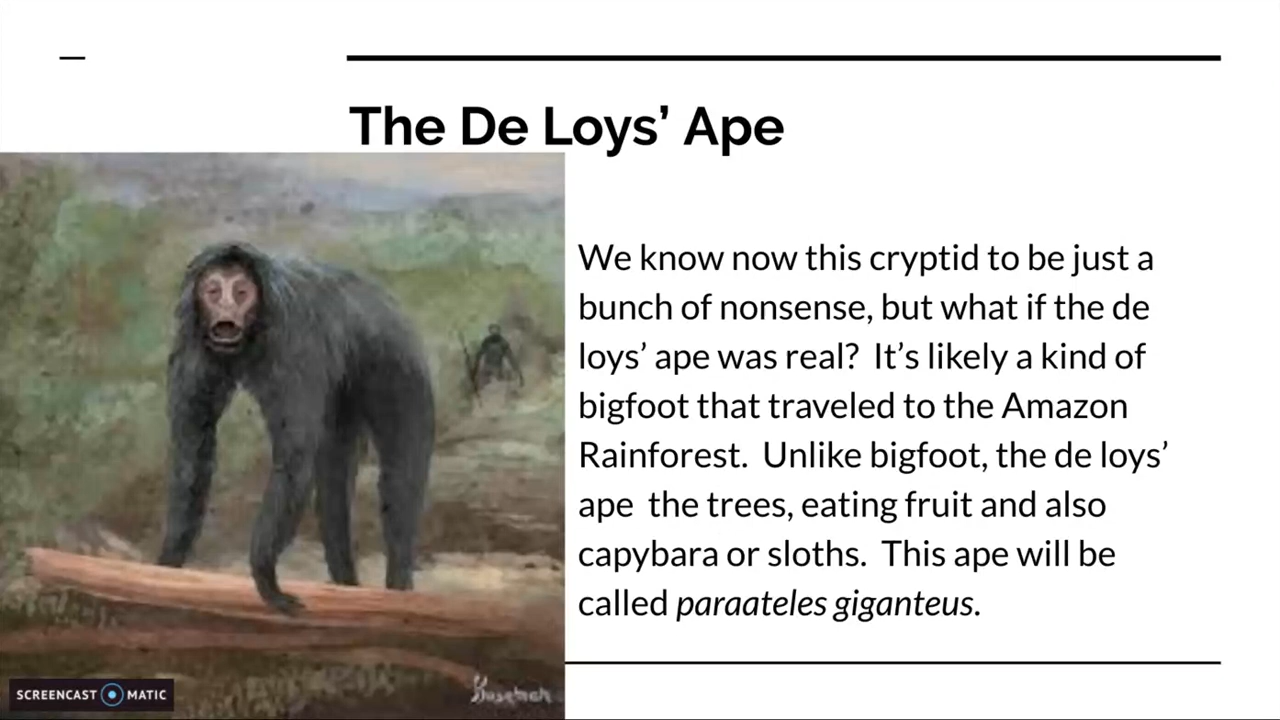 The De Loys’ Ape
We know now this cryptid to be just a
bunch of nonsense, but what if the de
loys’ ape was real?  It’s likely a kind of
bigfoot that traveled to the Amazon
Rainforest.  Unlike bigfoot, the de loys’
ape  the trees, eating fruit and also
capybara or sloths.  This ape will be
called paraateles giganteus.
SCREENCAST MATIC